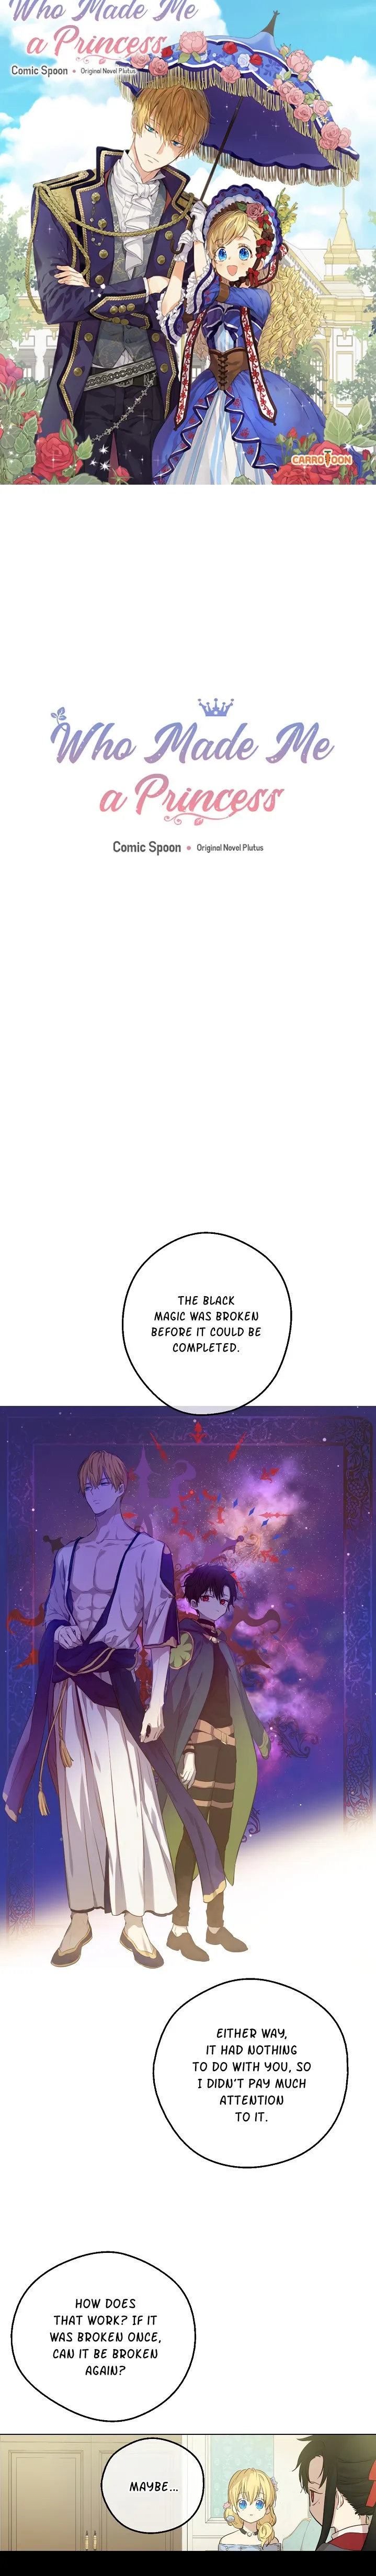 Who Made Me
a Princess
Comic Spoon • Original Novel Plutus
CARROTOON
Who Made Me
a Princess
Comic Spoon • Original Novel Plutus
THE BLACK
MAGIC WAS BROKEN
BEFORE IT COULD BE
COMPLETED.
EITHER WAY,
IT HAD NOTHING
TO DO WITH YOU, SO
I DIDN'T PAY MUCH
ATTENTION
TO IT.
HOW DOES
THAT WORK? IF IT
WAS BROKEN ONCE,
CAN IT BE BROKEN
AGAIN?
MAYBE...